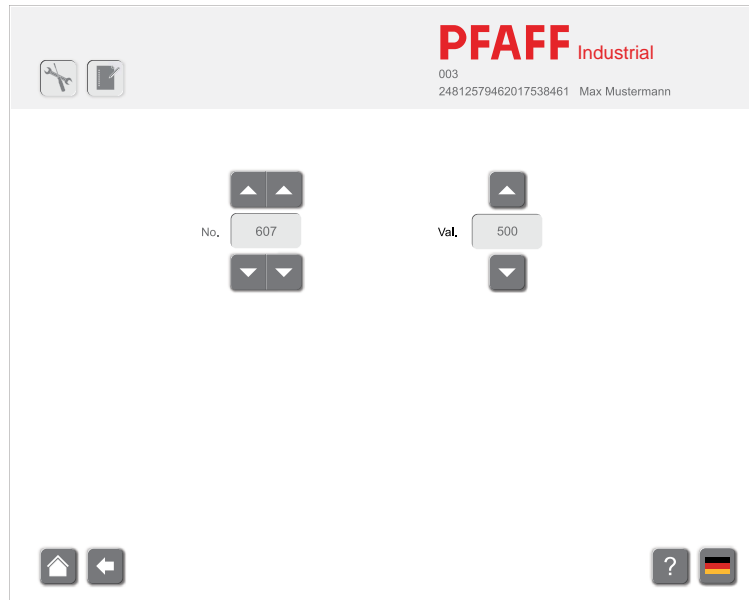 PFAFF Industrial
003
24812579462017538461 Max Mustermann
No. 607
Val. 500
?